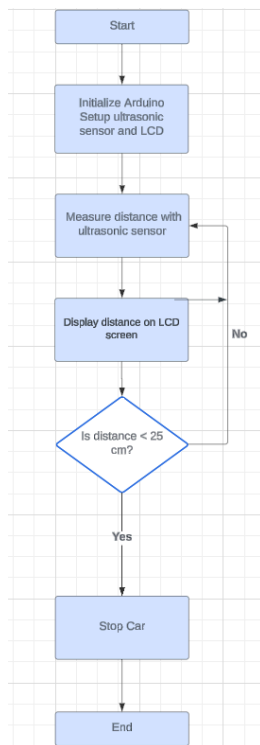 Start
Initialize Arduino
Setup ultrasonic
sensor and LCD
Measure distance with
ultrasonic sensor
Display distance on LCD
screen
No
Is distance < 25
cm?
Yes
Stop Car
End